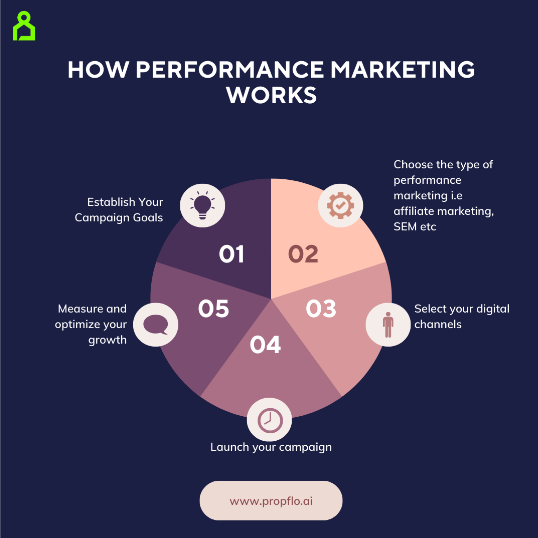 HOW PERFORMANCE MARKETING
WORKS
Establish Your
Campaign Goals
01
02
Choose the type of
performance
marketing i.e
affiliate marketing,
SEM etc
03
Select your digital
channels
04
Launch your campaign
05
Measure and
optimize your
growth
www.propflo.ai